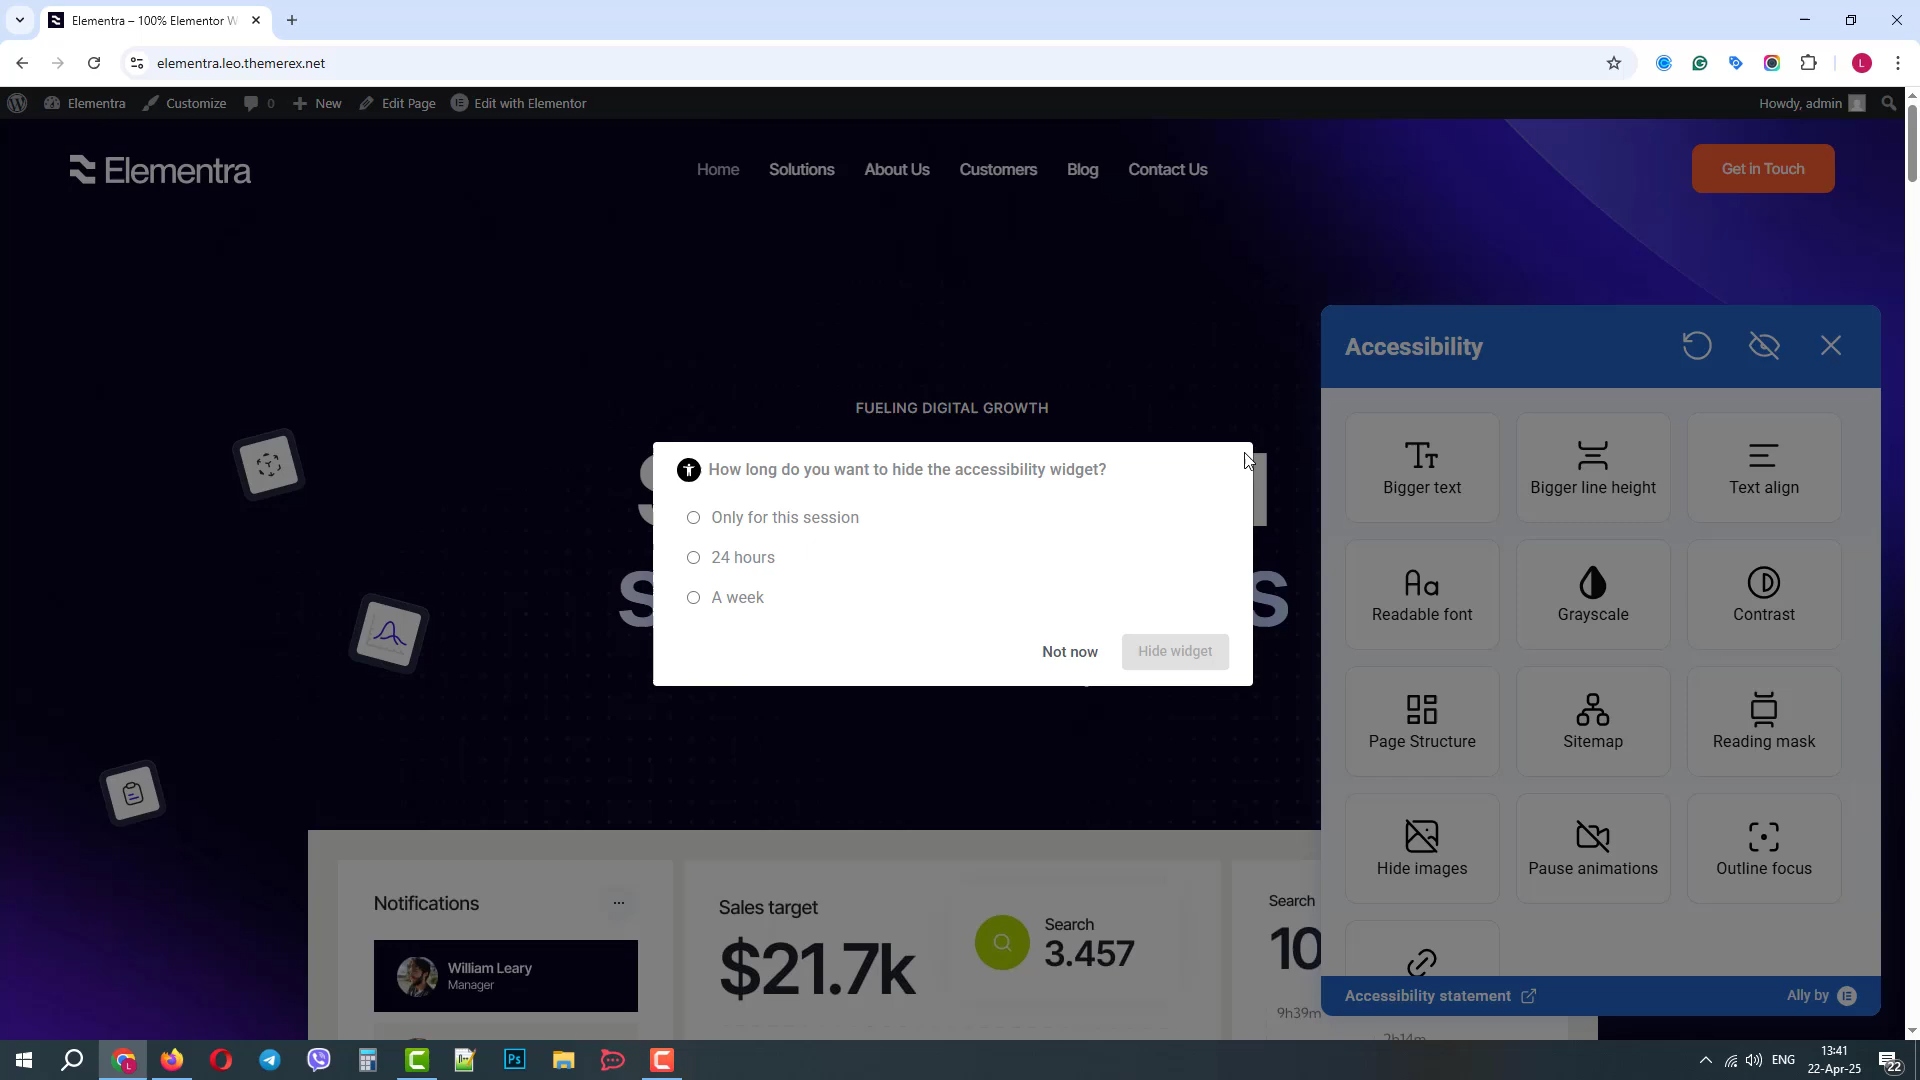 Elementra – 100% Elementor W
elementra.leo.themerex.net
L
Elementra
Customize
0
New
Edit Page
Edit with Elementor
Howdy, admin
Elementra
Home
Solutions
About Us
Customers
Blog
Contact Us
Get in Touch
FUELING DIGITAL GROWTH
How long do you want to hide the accessibility widget?
Only for this session
24 hours
A week
Not now
Hide widget
Accessibility
Bigger text
Bigger line height
Text align
Readable font
Grayscale
Contrast
Page Structure
Sitemap
Reading mask
Hide images
Pause animations
Outline focus
Accessibility statement
Ally by
Notifications
William Leary
Manager
Sales target
$21.7k
Search
3.457
Search
10
9h39m
2h14m
ENG
13:41
22-Apr-25
22